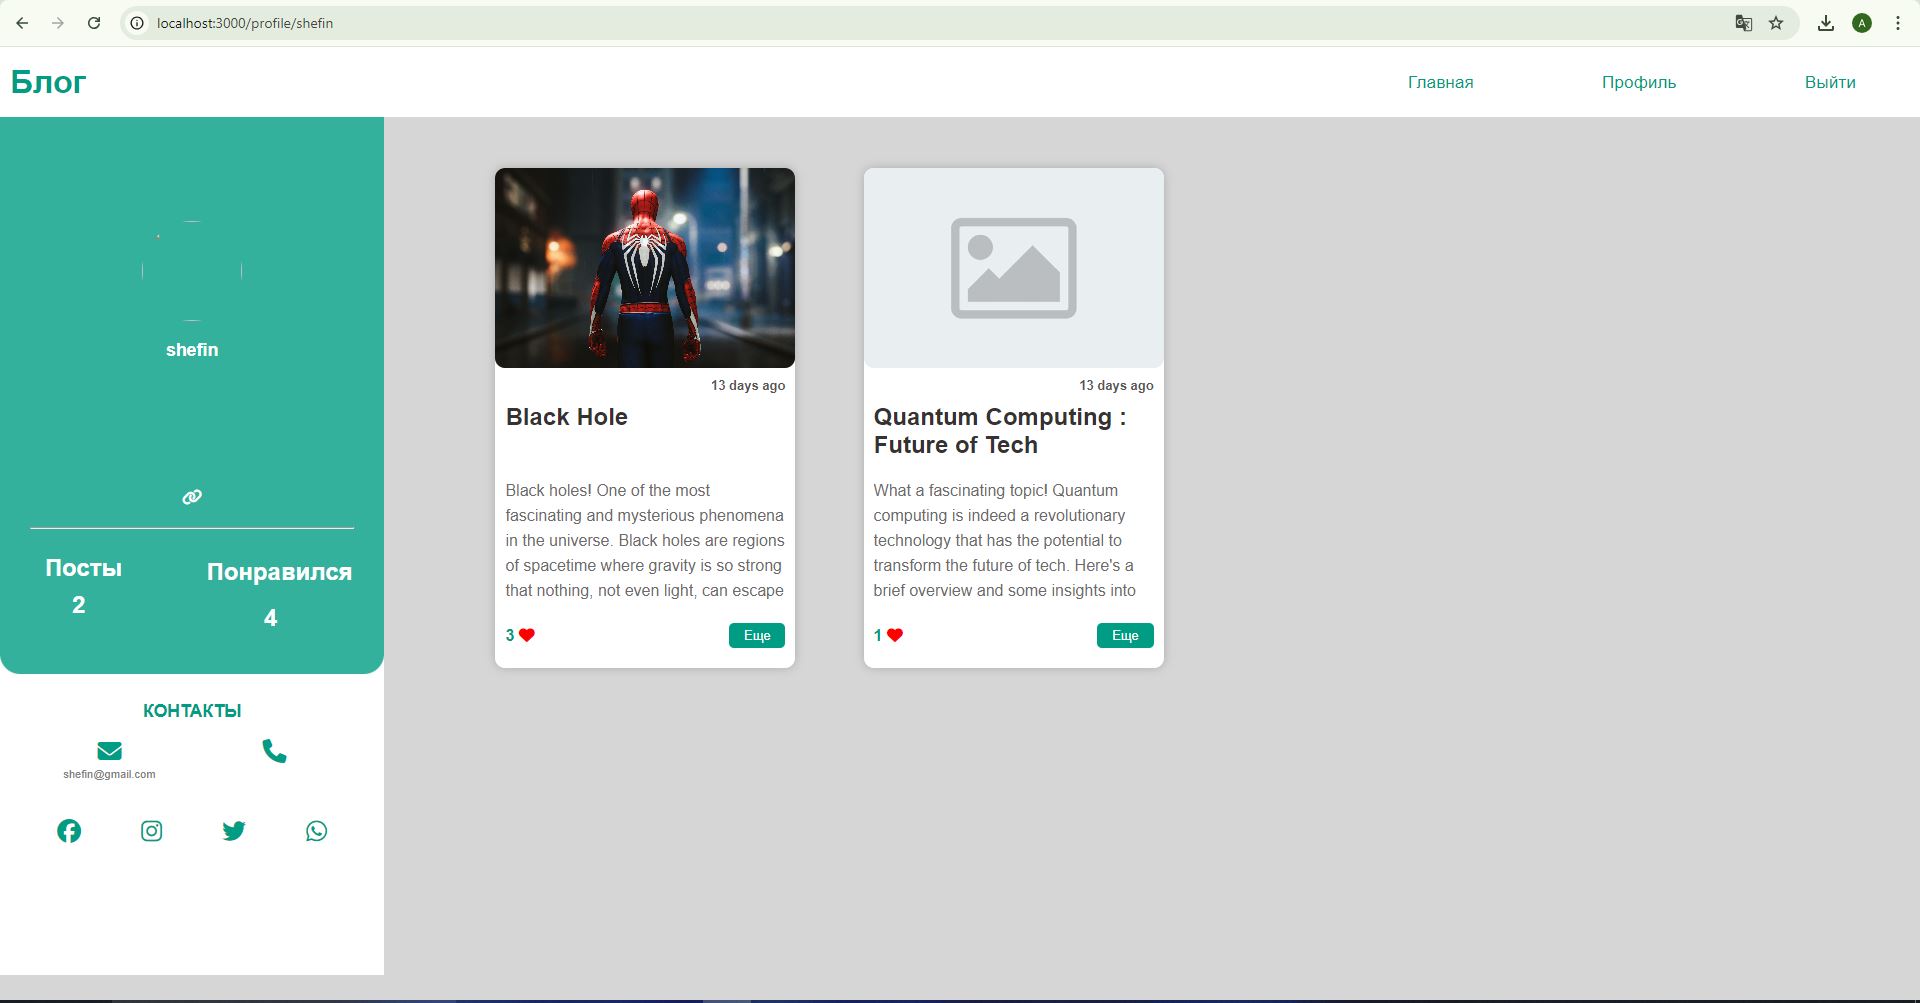 localhost:3000/profile/shefin
A
Блог
Главная
Профиль
Выйти
shefin
Посты
2
Понравился
4
КОНТАКТЫ
shefin@gmail.com
13 days ago
Black Hole
Black holes! One of the most
fascinating and mysterious phenomena
in the universe. Black holes are regions
of spacetime where gravity is so strong
that nothing, not even light, can escape
3
Еще
13 days ago
Quantum Computing :
Future of Tech
What a fascinating topic! Quantum
computing is indeed a revolutionary
technology that has the potential to
transform the future of tech. Here's a
brief overview and some insights into
1
Еще